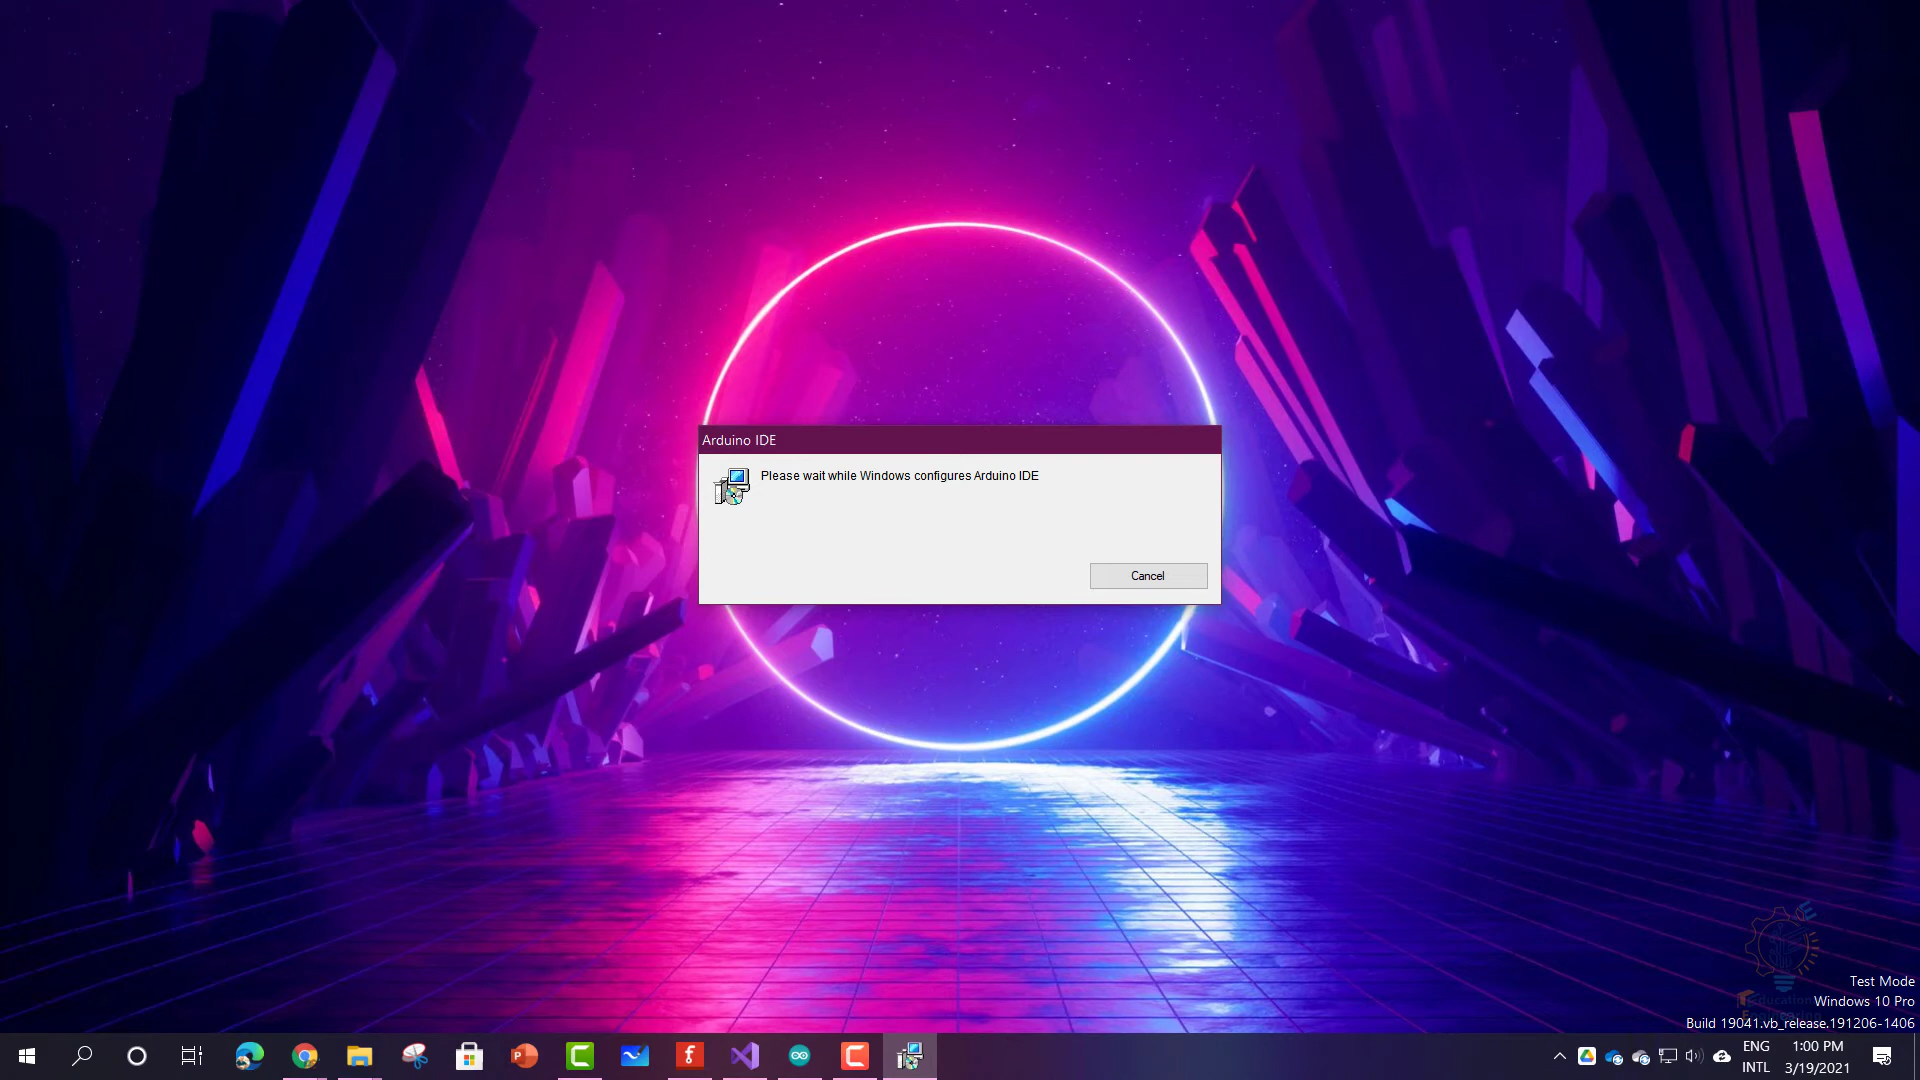 Arduino IDE
Please wait while Windows configures Arduino IDE
Cancel
Test Mode
Windows 10 Pro
Build 19041.vb_release.191206-1406
ENG
INTL
1:00 PM
3/19/2021